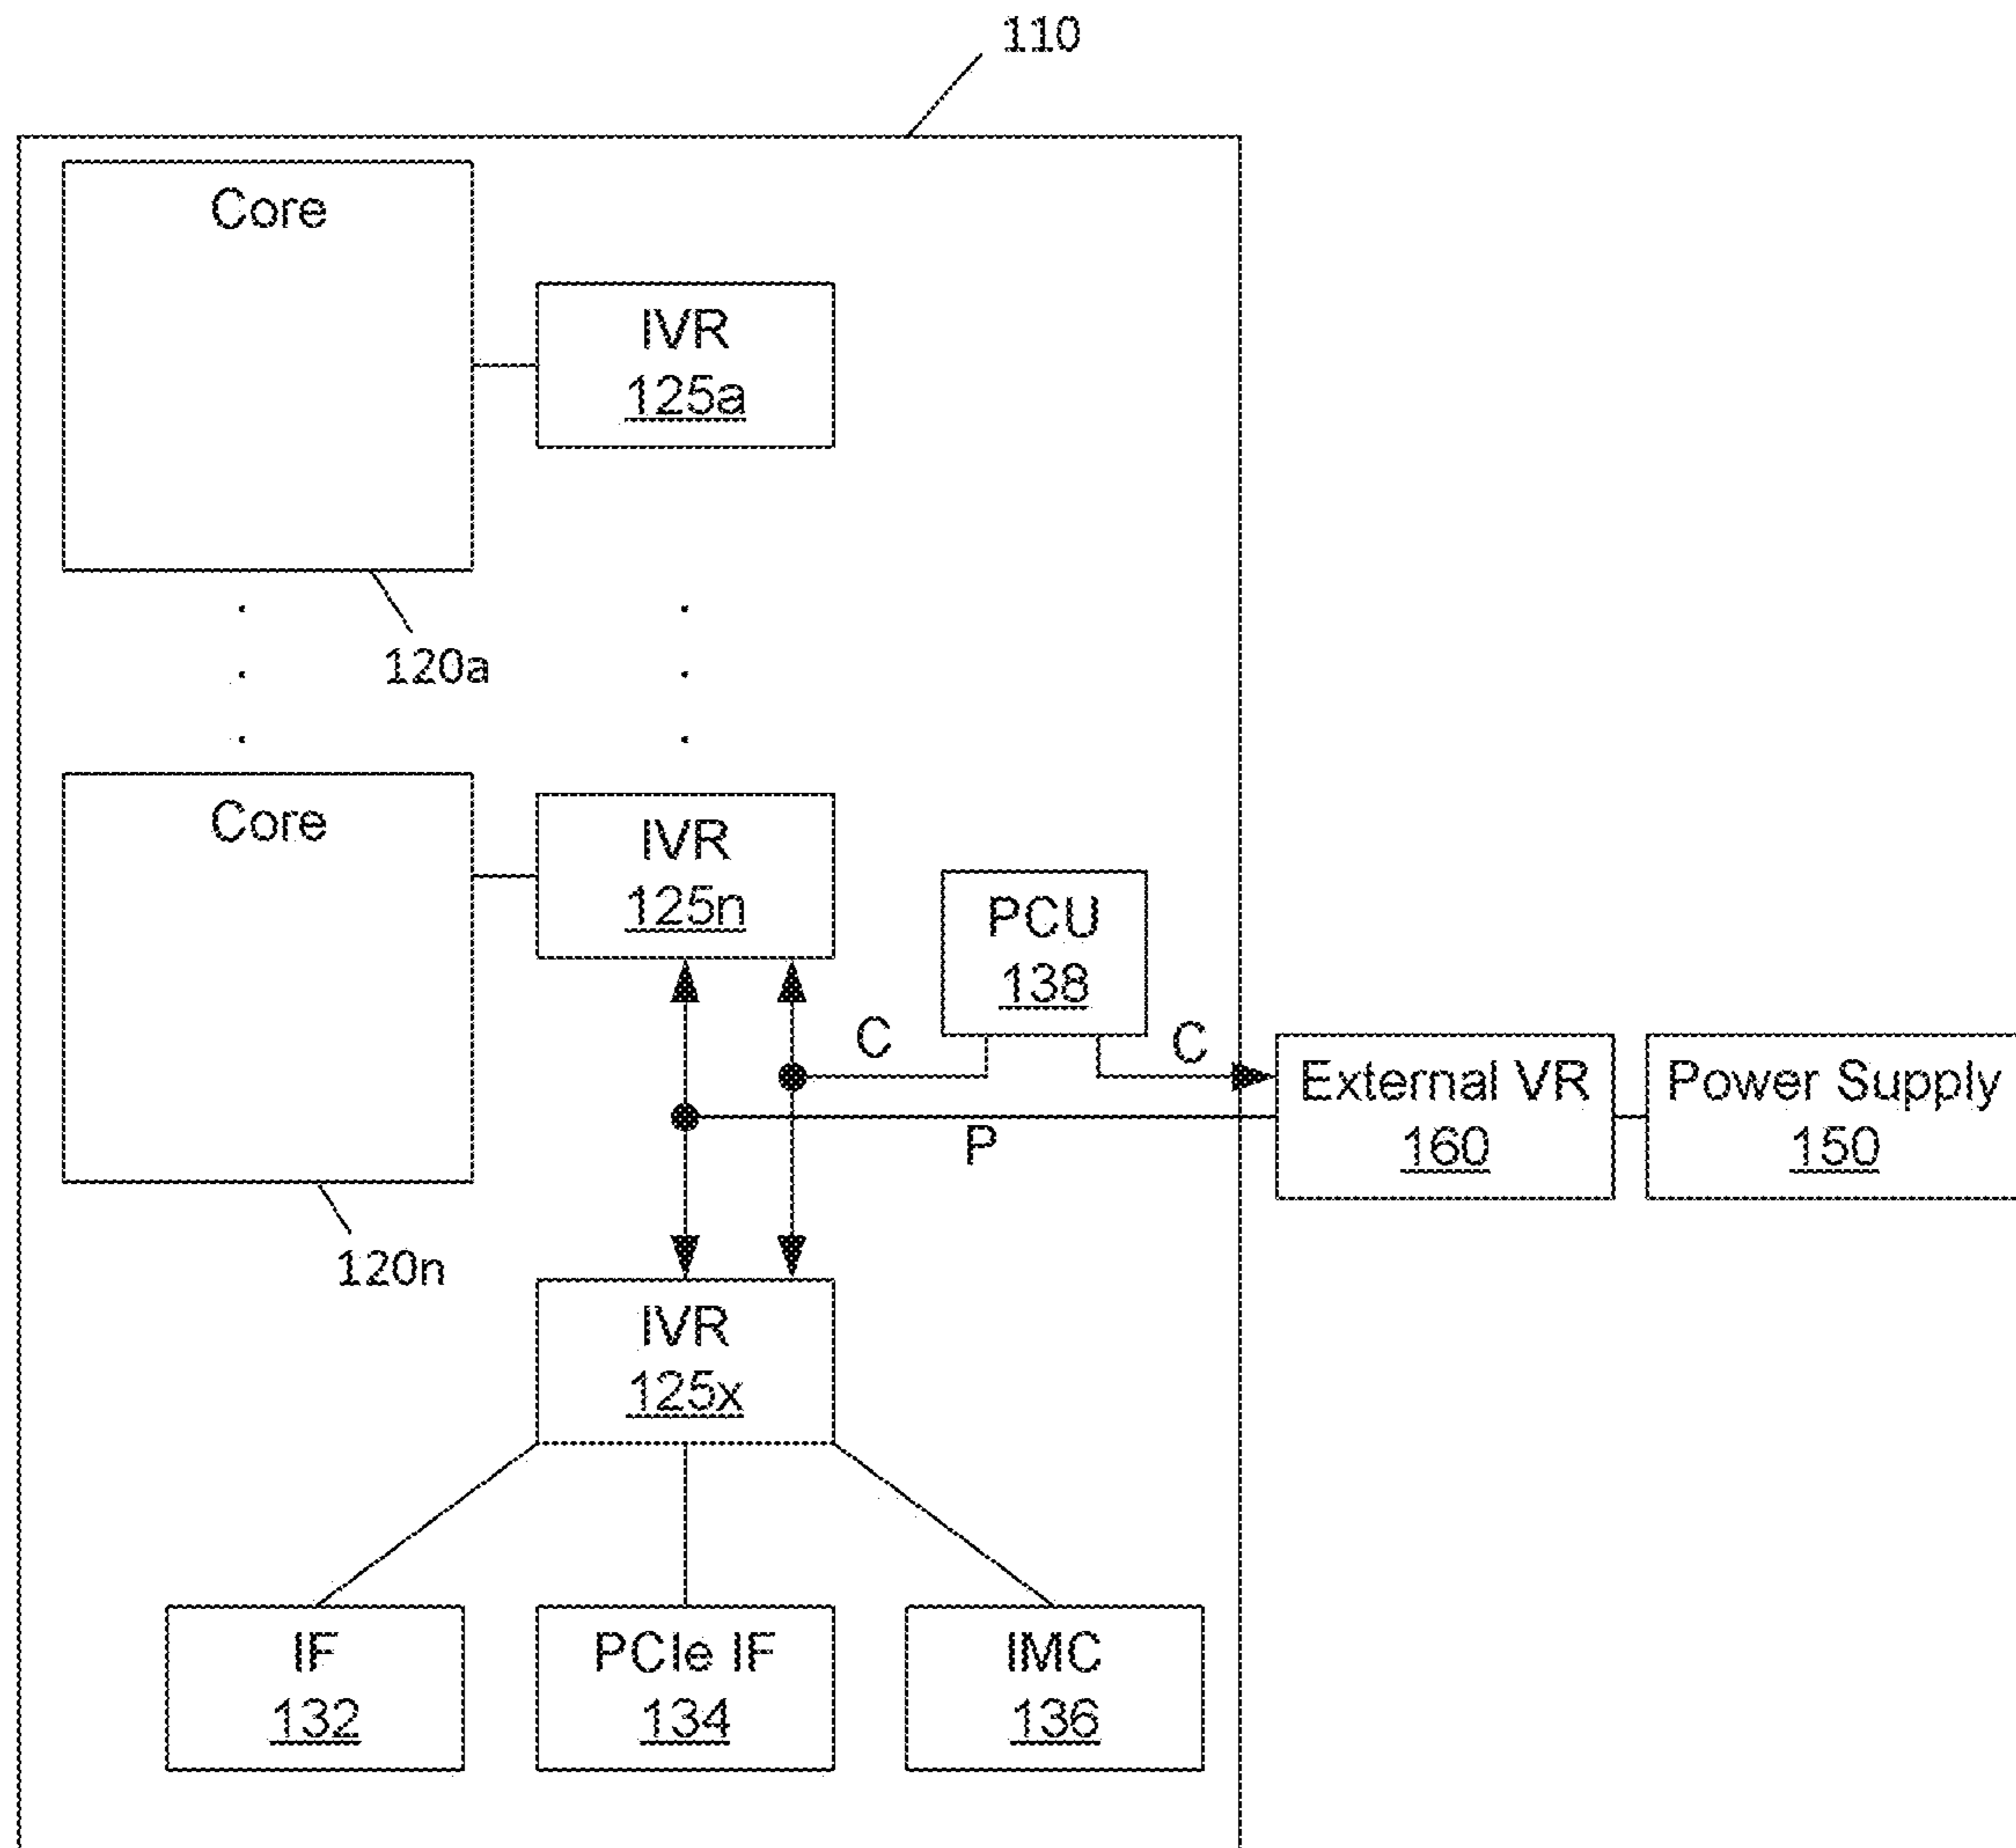 110
Core
IVR
125a
120a
Core
IVR
125n
PCU
138
C
C
External VR
160
Power Supply
150
P
120n
IVR
125x
IF
132
PCIe IF
134
IMC
136